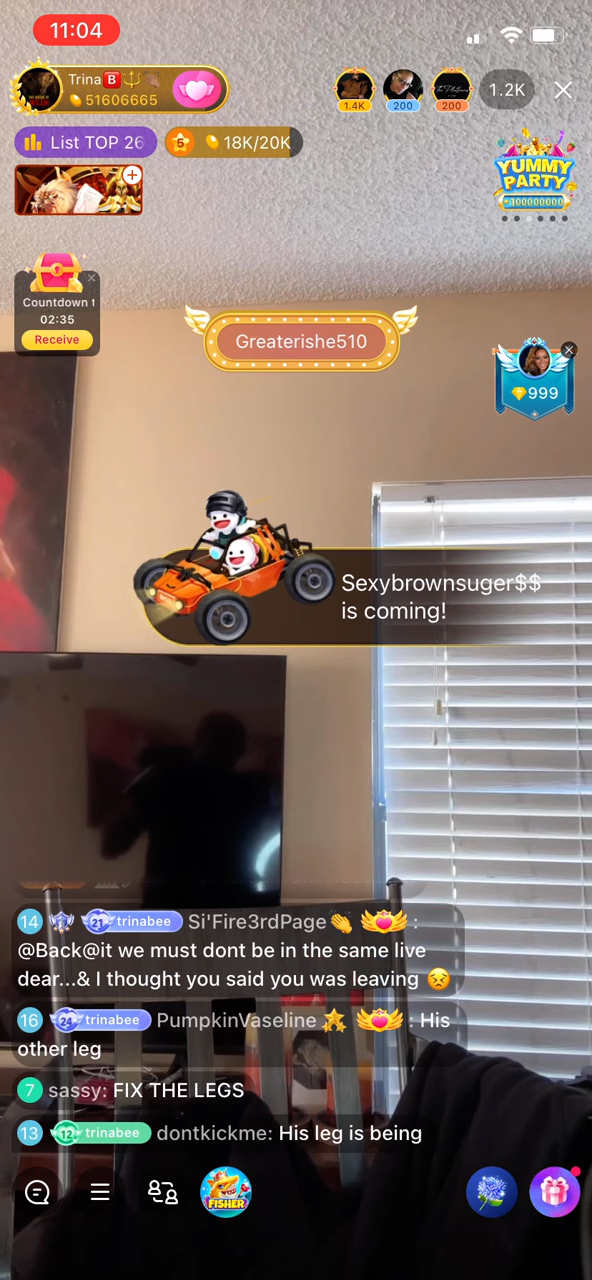 11:04
Trina B
51606665
1.4K
200
200
1.2K
List TOP 26
5
18K/20K
YUMMY
PARTY
-100000000
Countdown t
02:35
Receive
Greaterishe510
999
Sexybrownsuger$$
is coming!
14 21 trinabee Si'Fire3rdPage👏 :
@Back@it we must dont be in the same live
dear...& I thought you said you was leaving 😣
16 24 trinabee PumpkinVaseline : His
other leg
7 sassy: FIX THE LEGS
13 12 trinabee dontkickme: His leg is being
FISHER